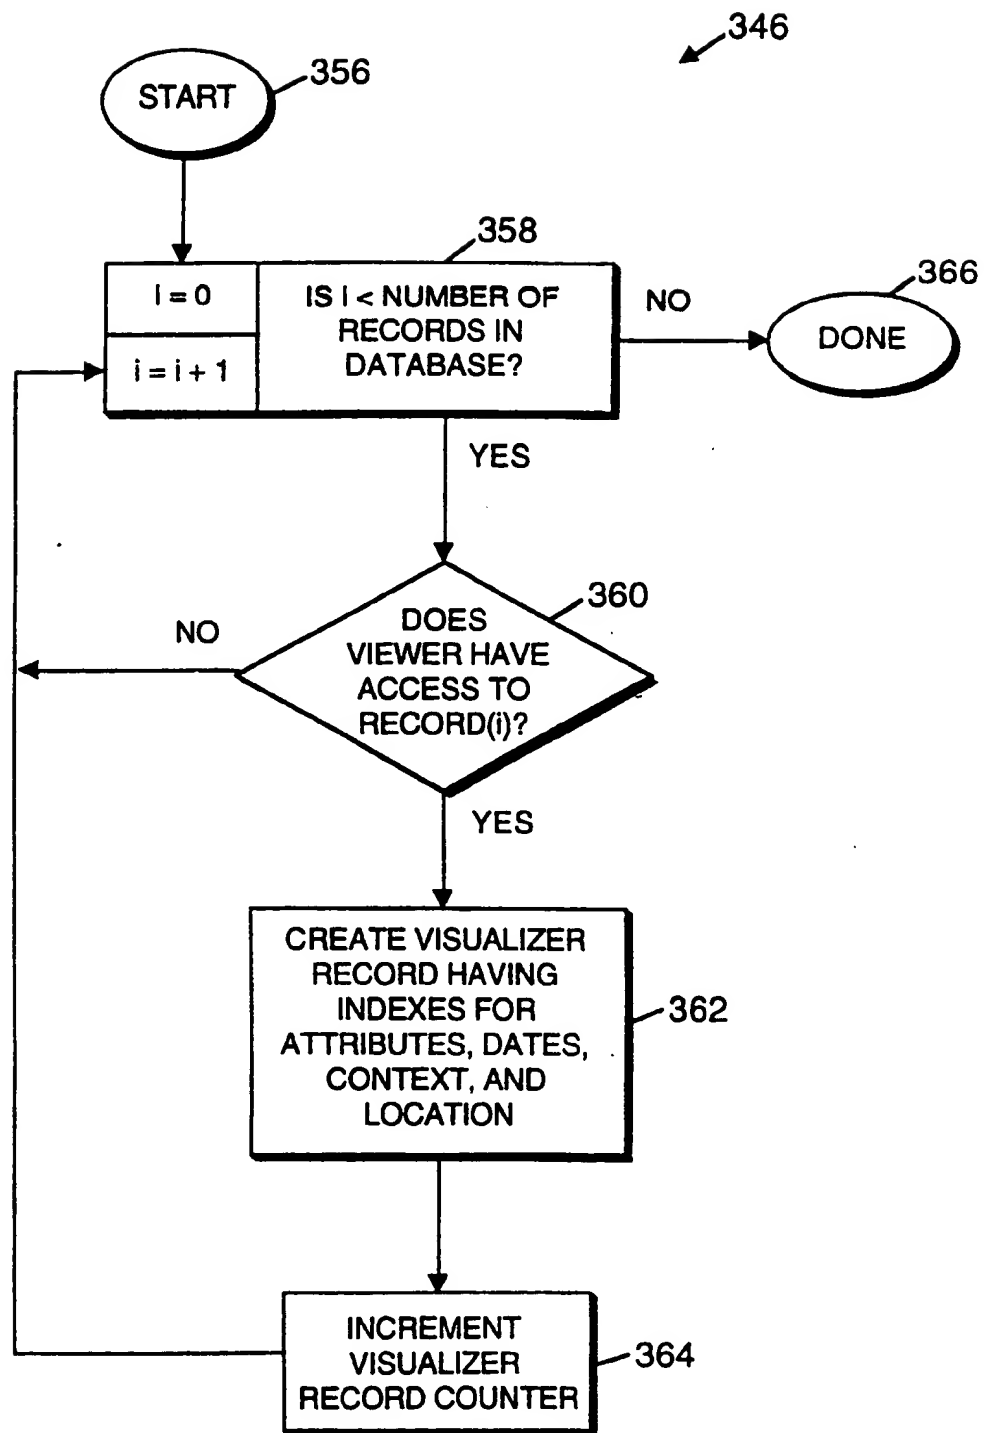 346
356
START
358
i = 0
i = i + 1
IS i < NUMBER OF
RECORDS IN
DATABASE?
NO
366
DONE
YES
360
DOES
VIEWER HAVE
ACCESS TO
RECORD(i)?
NO
YES
CREATE VISUALIZER
RECORD HAVING
INDEXES FOR
ATTRIBUTES, DATES,
CONTEXT, AND
LOCATION
362
INCREMENT
VISUALIZER
RECORD COUNTER
364